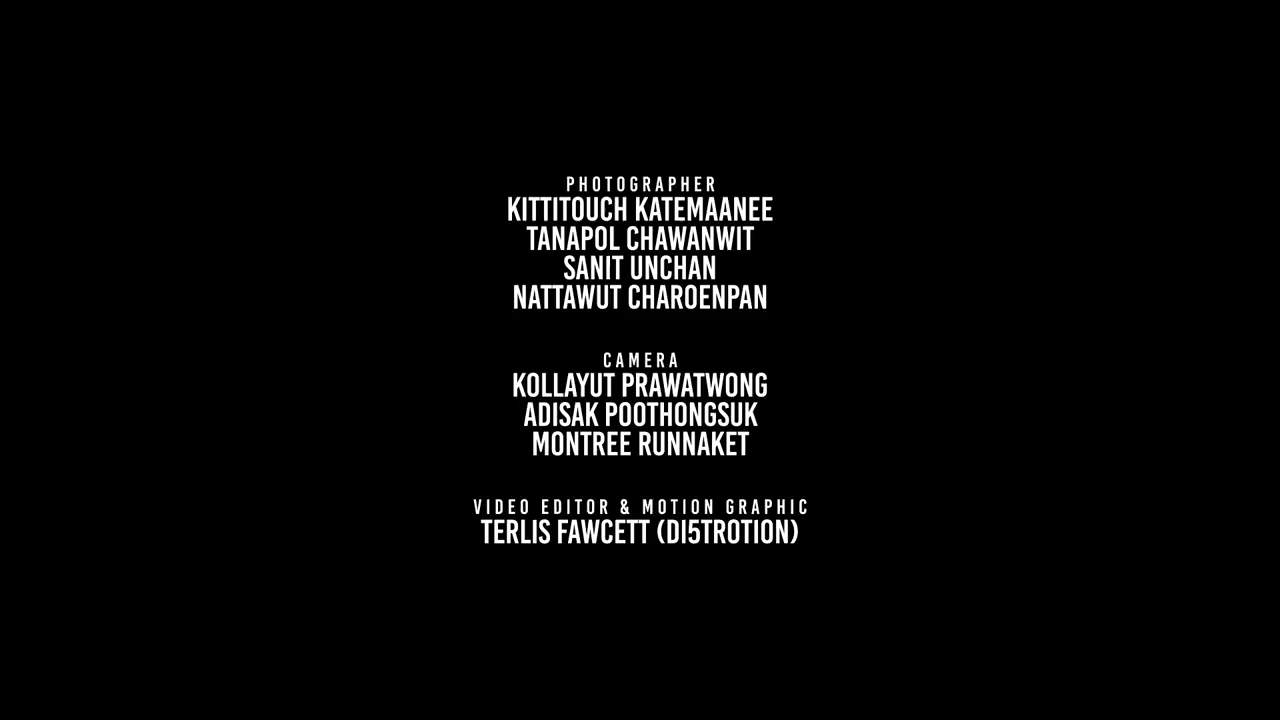 PHOTOGRAPHER
KITTITOUCH KATEMAANEE
TANAPOL CHAWANWIT
SANIT UNCHAN
NATTAWUT CHAROENPAN
CAMERA
KOLLAYUT PRAWATWONG
ADISAK POOTHONGSUK
MONTREE RUNNAKET
VIDEO EDITOR & MOTION GRAPHIC
TERLIS FAWCETT (DI5TROTION)